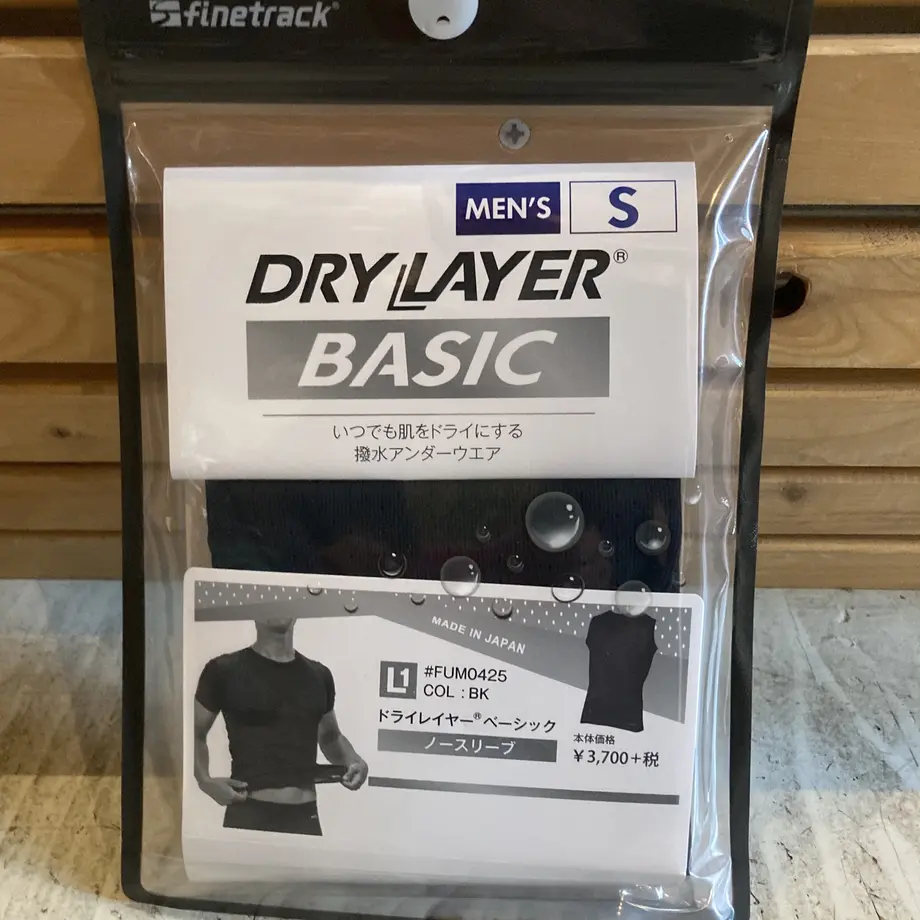 finetrack®
MEN'S S
DRY LAYER®
BASIC
いつでも肌をドライにする
撥水アンダーウエア
MADE IN JAPAN
L1 #FUM0425
COL : BK
ドライレイヤー®ベーシック
ノースリーブ
本体価格
¥3,700+税